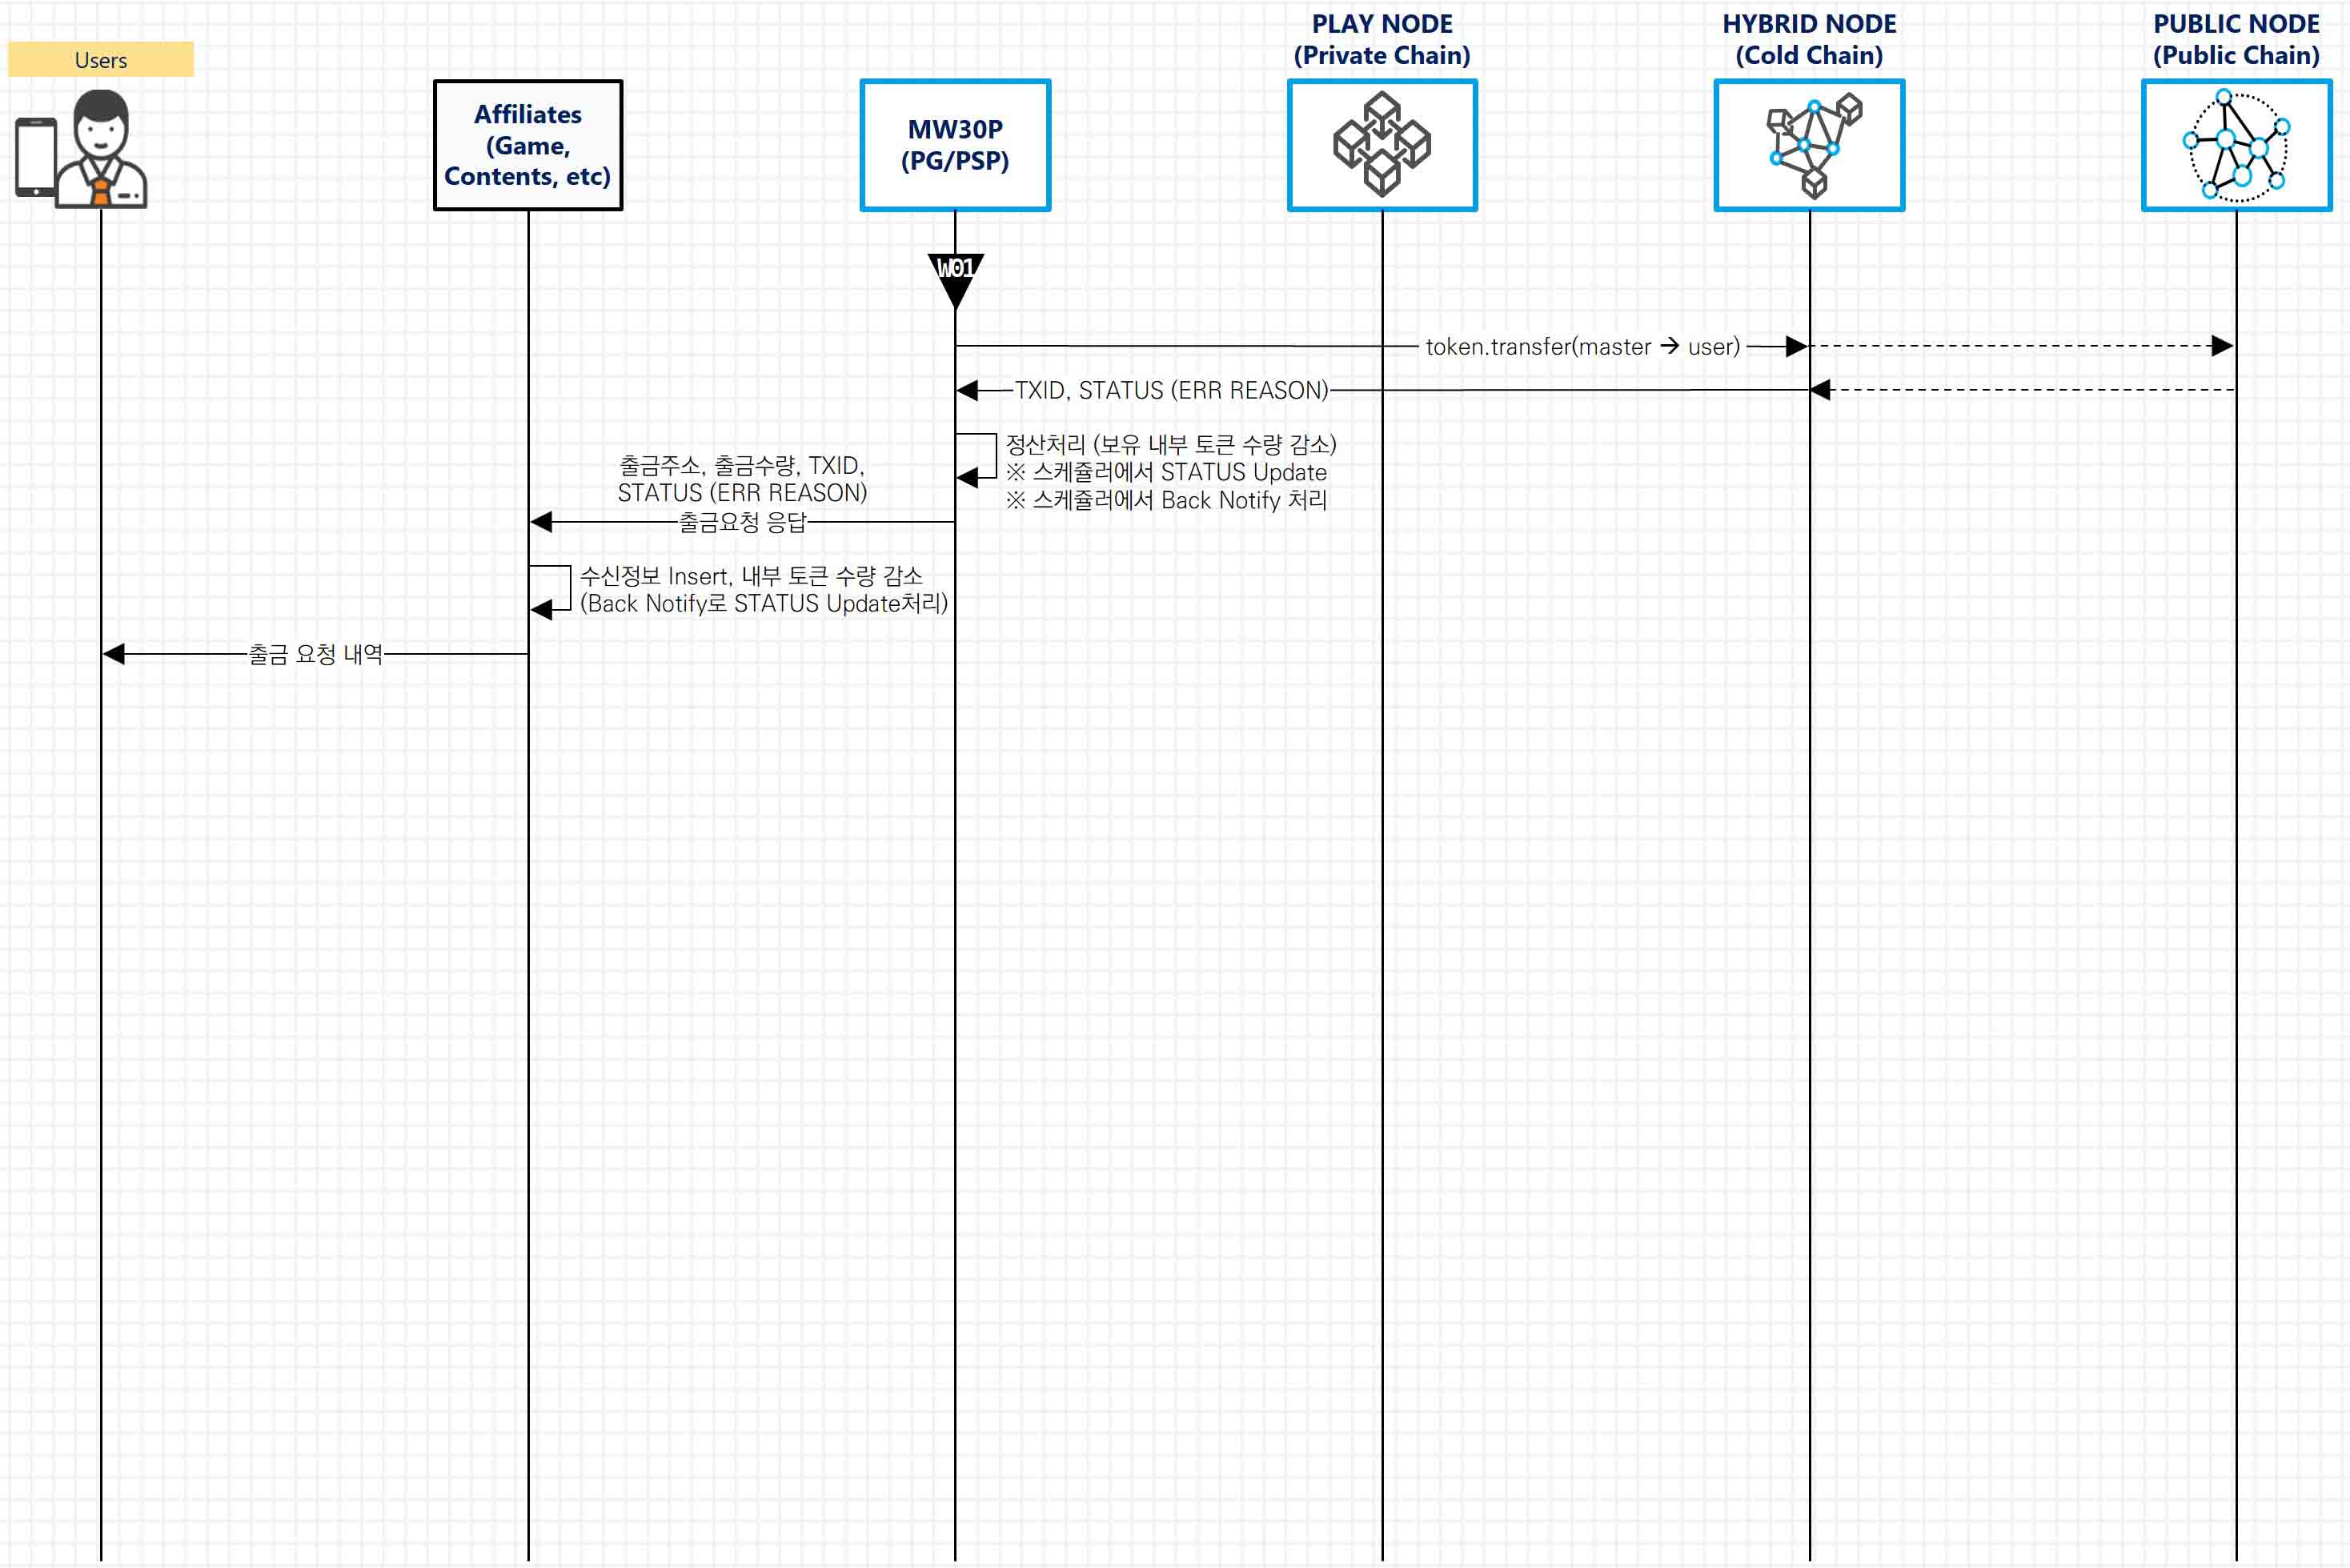 Users
Affiliates
(Game,
Contents, etc)
MW30P
(PG/PSP)
PLAY NODE
(Private Chain)
HYBRID NODE
(Cold Chain)
PUBLIC NODE
(Public Chain)
W01
token.transfer(master → user)
TXID, STATUS (ERR REASON)
정산처리 (보유 내부 토큰 수량 감소)
※ 스케쥴러에서 STATUS Update
※ 스케쥴러에서 Back Notify 처리
출금주소, 출금수량, TXID,
STATUS (ERR REASON)
출금요청 응답
수신정보 Insert, 내부 토큰 수량 감소
(Back Notify로 STATUS Update처리)
출금 요청 내역